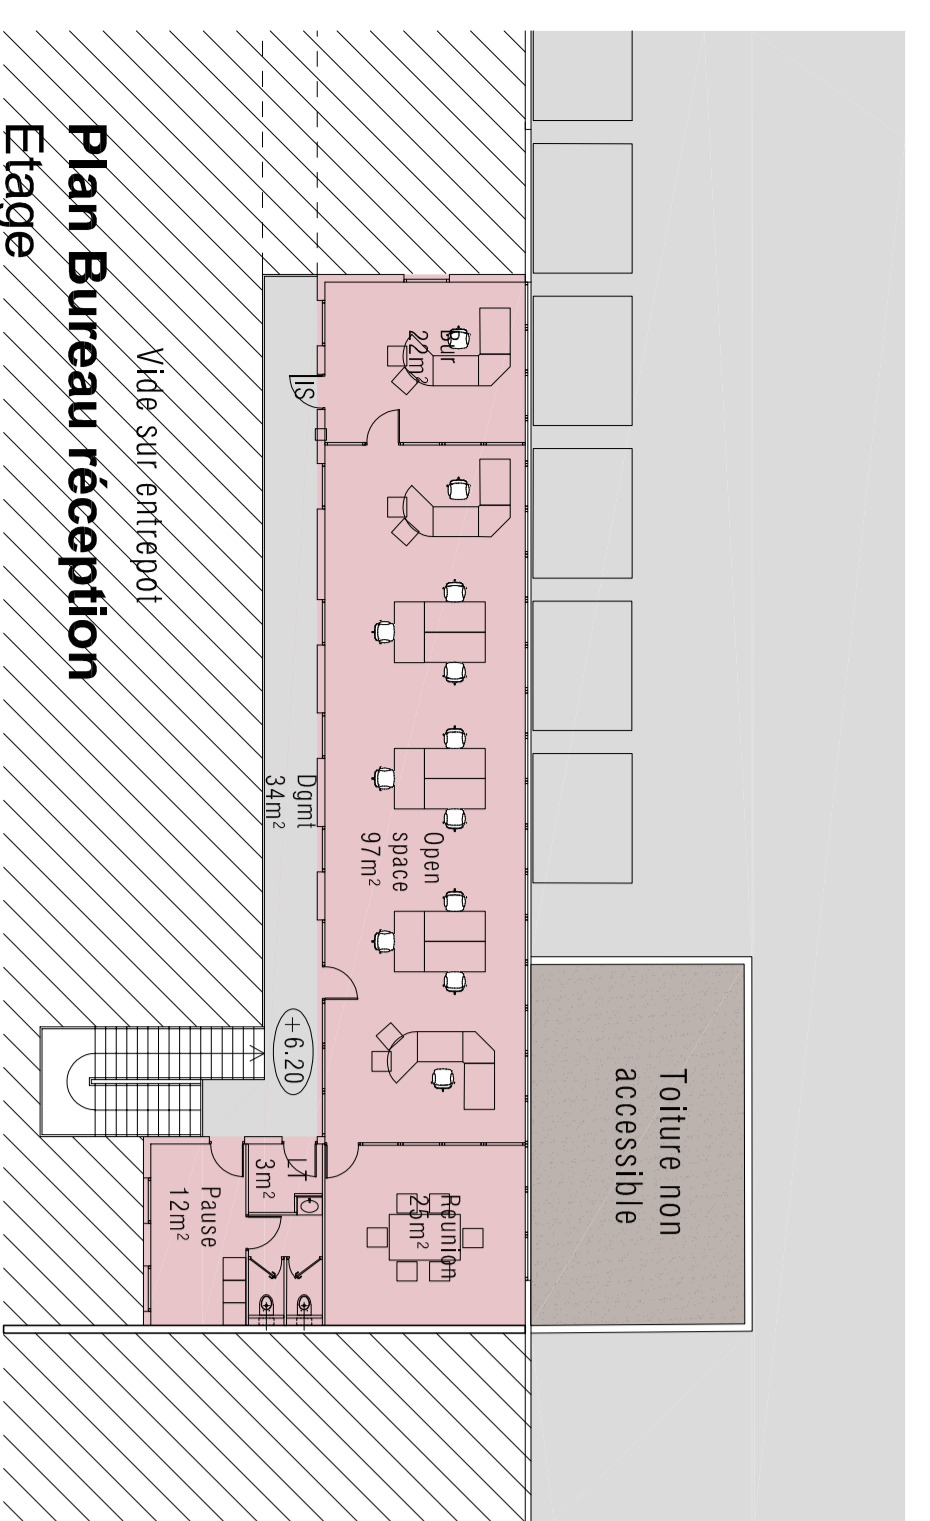 Plan Bureau réception
Etage
Vide sur entrepot
Bur
22m²
IS
Dgmt
34m²
Open
space
97m²
+6.20
Toiture non
accessible
LT
3m²
Pause
12m²
Réunion
25m²